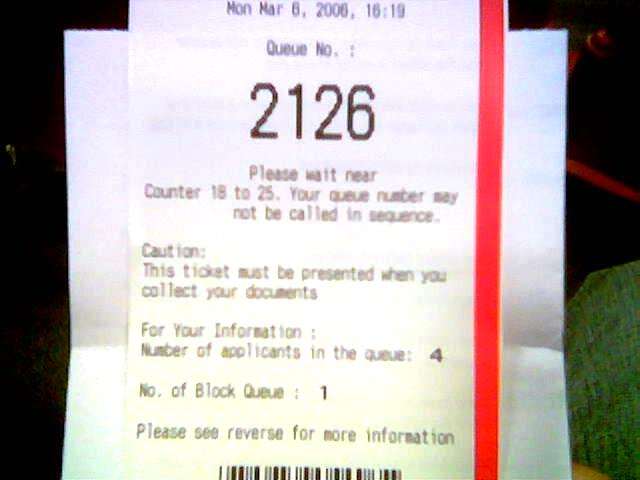 Mon Mar 6, 2006, 16:19
Queue No. :
2126
Please wait near
Counter 18 to 25. Your queue number may
not be called in sequence.
Caution:
This ticket must be presented when you
collect your documents
For Your Information :
Number of applicants in the queue: 4
No. of Block Queue : 1
Please see reverse for more information